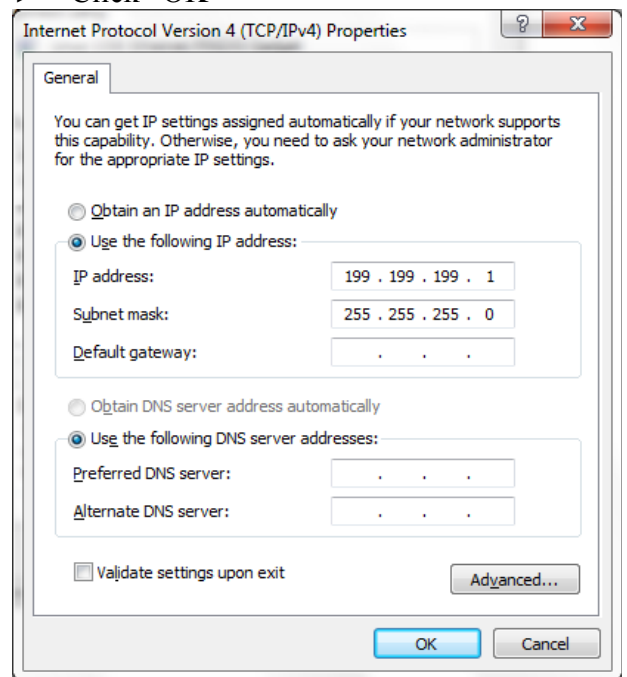 Click "OK"
Internet Protocol Version 4 (TCP/IPv4) Properties
General
You can get IP settings assigned automatically if your network supports
this capability. Otherwise, you need to ask your network administrator
for the appropriate IP settings.
Obtain an IP address automatically
Use the following IP address:
IP address: 199 . 199 . 199 . 1
Subnet mask: 255 . 255 . 255 . 0
Default gateway: . . .
Obtain DNS server address automatically
Use the following DNS server addresses:
Preferred DNS server: . . .
Alternate DNS server: . . .
Validate settings upon exit
Advanced...
OK Cancel